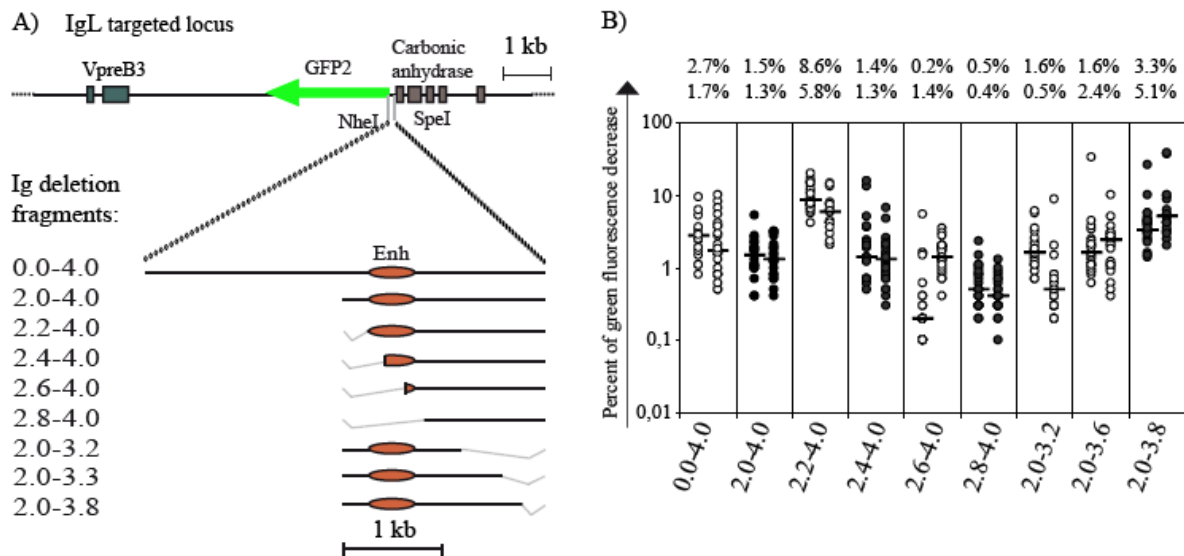 A) IgL targeted locus
1 kb
VpreB3
GFP2
Carbonic
anhydrase
NheI
SpeI
Ig deletion
fragments:
Enh
0.0-4.0
2.0-4.0
2.2-4.0
2.4-4.0
2.6-4.0
2.8-4.0
2.0-3.2
2.0-3.3
2.0-3.8
1 kb
B)
2.7% 1.5% 8.6% 1.4% 0.2% 0.5% 1.6% 1.6% 3.3%
1.7% 1.3% 5.8% 1.3% 1.4% 0.4% 0.5% 2.4% 5.1%
Percent of green fluorescence decrease
100
10
1
0,1
0,01
0.0-4.0
2.0-4.0
2.2-4.0
2.4-4.0
2.6-4.0
2.8-4.0
2.0-3.2
2.0-3.6
2.0-3.8